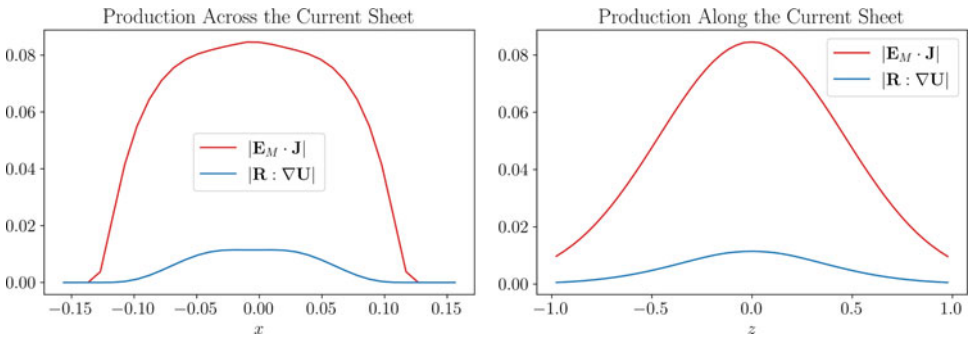 Production Across the Current Sheet
0.08
0.06
0.04
0.02
0.00
|E_M · J|
|R : ∇U|
−0.15 −0.10 −0.05 0.00 0.05 0.10 0.15
x
Production Along the Current Sheet
0.08
0.06
0.04
0.02
0.00
|E_M · J|
|R : ∇U|
−1.0 −0.5 0.0 0.5 1.0
z